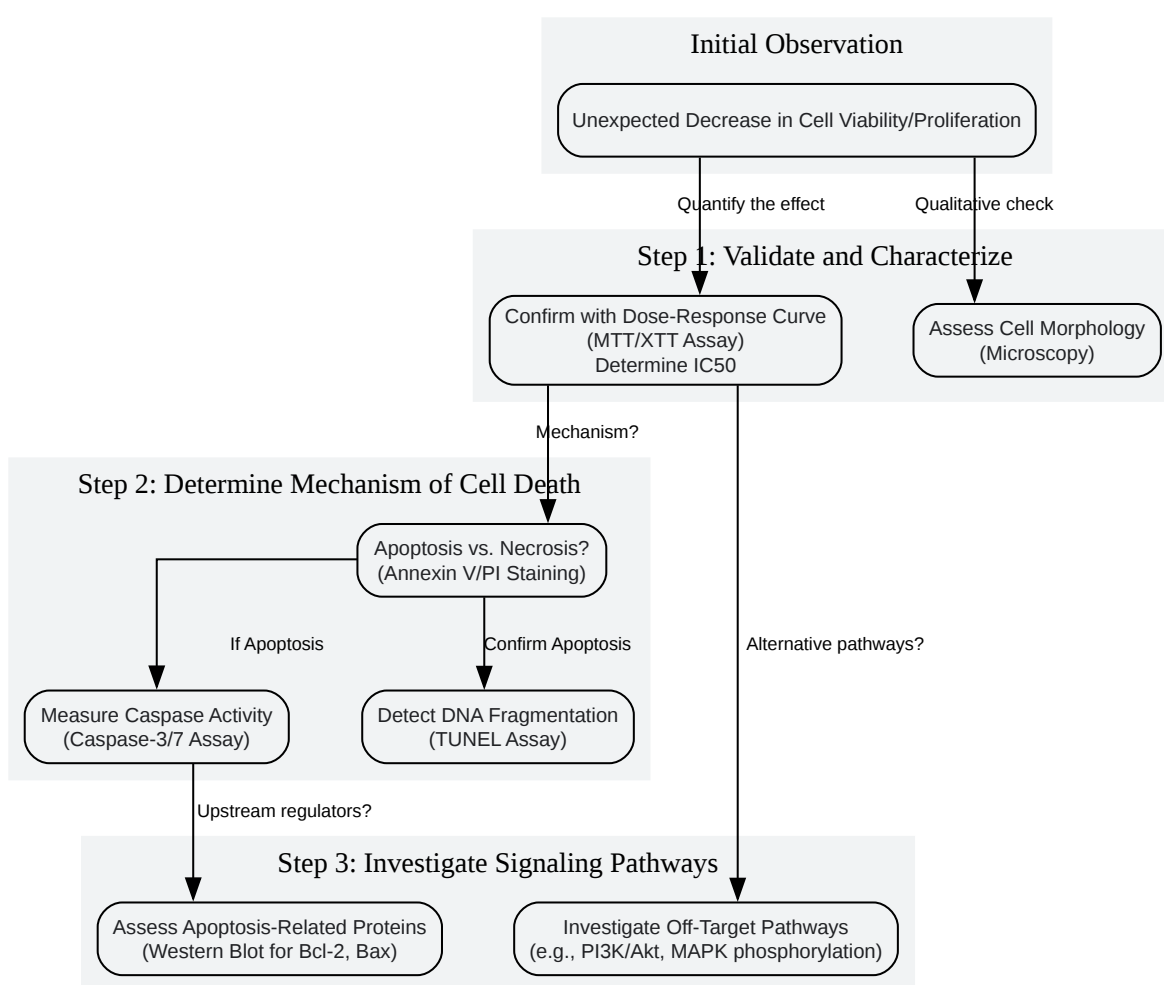 Initial Observation
Unexpected Decrease in Cell Viability/Proliferation
Quantify the effect
Qualitative check
Step 1: Validate and Characterize
Confirm with Dose-Response Curve
(MTT/XTT Assay)
Determine IC50
Assess Cell Morphology
(Microscopy)
Mechanism?
Step 2: Determine Mechanism of Cell Death
Apoptosis vs. Necrosis?
(Annexin V/PI Staining)
If Apoptosis
Confirm Apoptosis
Alternative pathways?
Measure Caspase Activity
(Caspase-3/7 Assay)
Detect DNA Fragmentation
(TUNEL Assay)
Upstream regulators?
Step 3: Investigate Signaling Pathways
Assess Apoptosis-Related Proteins
(Western Blot for Bcl-2, Bax)
Investigate Off-Target Pathways
(e.g., PI3K/Akt, MAPK phosphorylation)